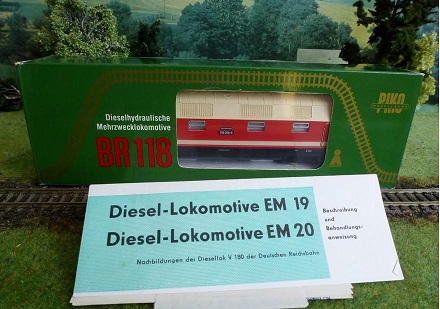 Dieselhydraulische
Mehrzwecklokomotive
BR 118
PIKO
Diesel-Lokomotive EM 19
Diesel-Lokomotive EM 20
Nachbildungen der Diesellok V 180 der Deutschen Reichsbahn
Beschreibung
und
Behandlungs-
anweisung